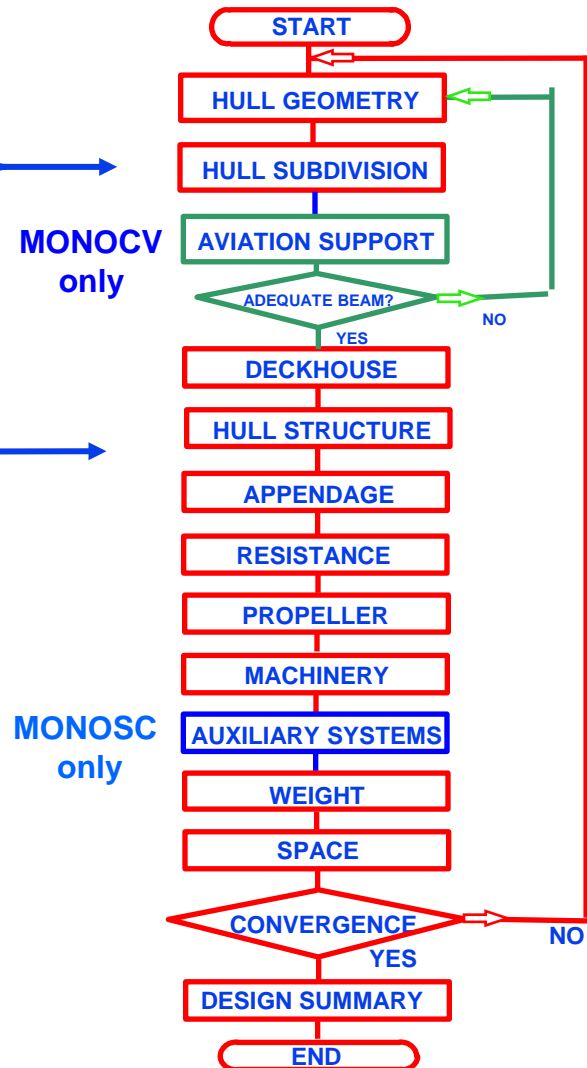 START
HULL GEOMETRY
HULL SUBDIVISION
MONOCV
only
AVIATION SUPPORT
ADEQUATE BEAM?
NO
YES
DECKHOUSE
HULL STRUCTURE
APPENDAGE
RESISTANCE
PROPELLER
MACHINERY
MONOSC
only
AUXILIARY SYSTEMS
WEIGHT
SPACE
CONVERGENCE
NO
YES
DESIGN SUMMARY
END